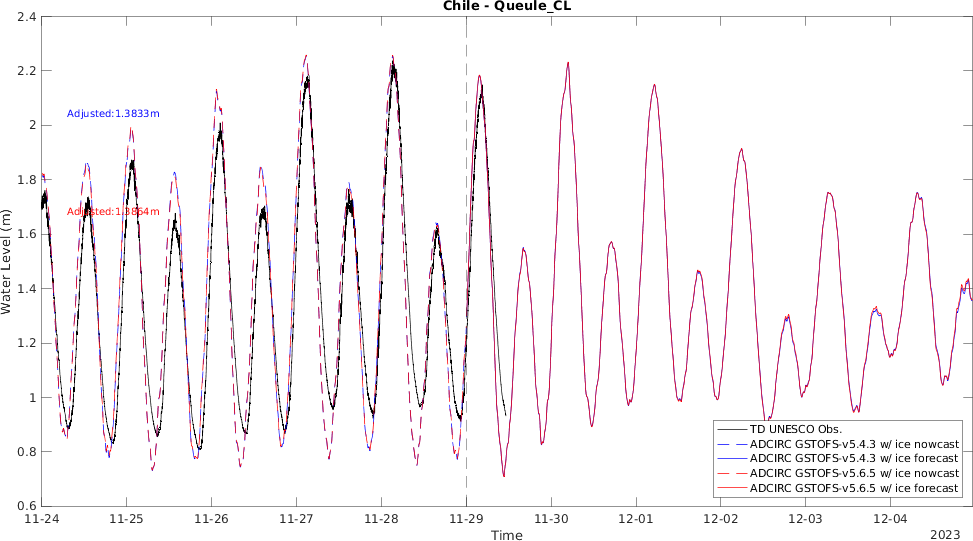 Chile - Queule_CL
2.4
2.2
2
1.8
1.6
1.4
1.2
1
0.8
0.6
Water Level (m)
Adjusted:1.3833m
Adjusted:1.3864m
TD UNESCO Obs.
ADCIRC GSTOFS-v5.4.3 w/ ice nowcast
ADCIRC GSTOFS-v5.4.3 w/ ice forecast
ADCIRC GSTOFS-v5.6.5 w/ ice nowcast
ADCIRC GSTOFS-v5.6.5 w/ ice forecast
11-24 11-25 11-26 11-27 11-28 11-29 11-30 12-01 12-02 12-03 12-04
Time
2023